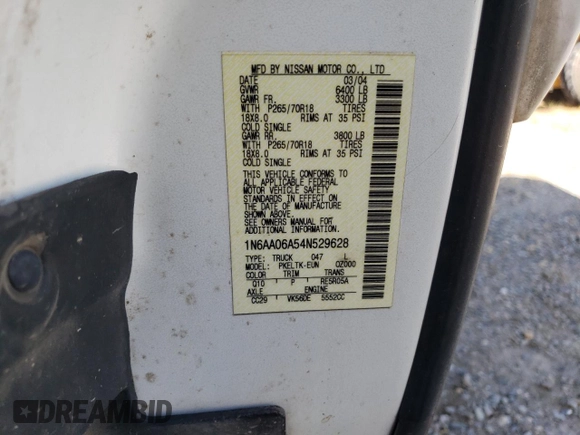 MFD BY NISSAN MOTOR CO., LTD
DATE 03/04
GVWR 6400 LB
GAWR FR. 3300 LB
WITH P265/70R18 TIRES
18X8.0 RIMS AT 35 PSI
COLD SINGLE
GAWR RR. 3800 LB
WITH P265/70R18 TIRES
18X8.0 RIMS AT 35 PSI
COLD SINGLE
THIS VEHICLE CONFORMS TO
ALL APPLICABLE FEDERAL
MOTOR VEHICLE SAFETY
STANDARDS IN EFFECT ON THE
DATE OF MANUFACTURE
SHOWN ABOVE.
SEE OWNERS MANUAL FOR
ADDITIONAL INFORMATION
1N6AA06A54N529628
TYPE: TRUCK 047 L
MODEL: PKELTK-EUN QZ000
COLOR TRIM TRANS
Q10 P RE5R05A
AXLE ENGINE
CC29 VK56DE 5552CC
DREAMBID